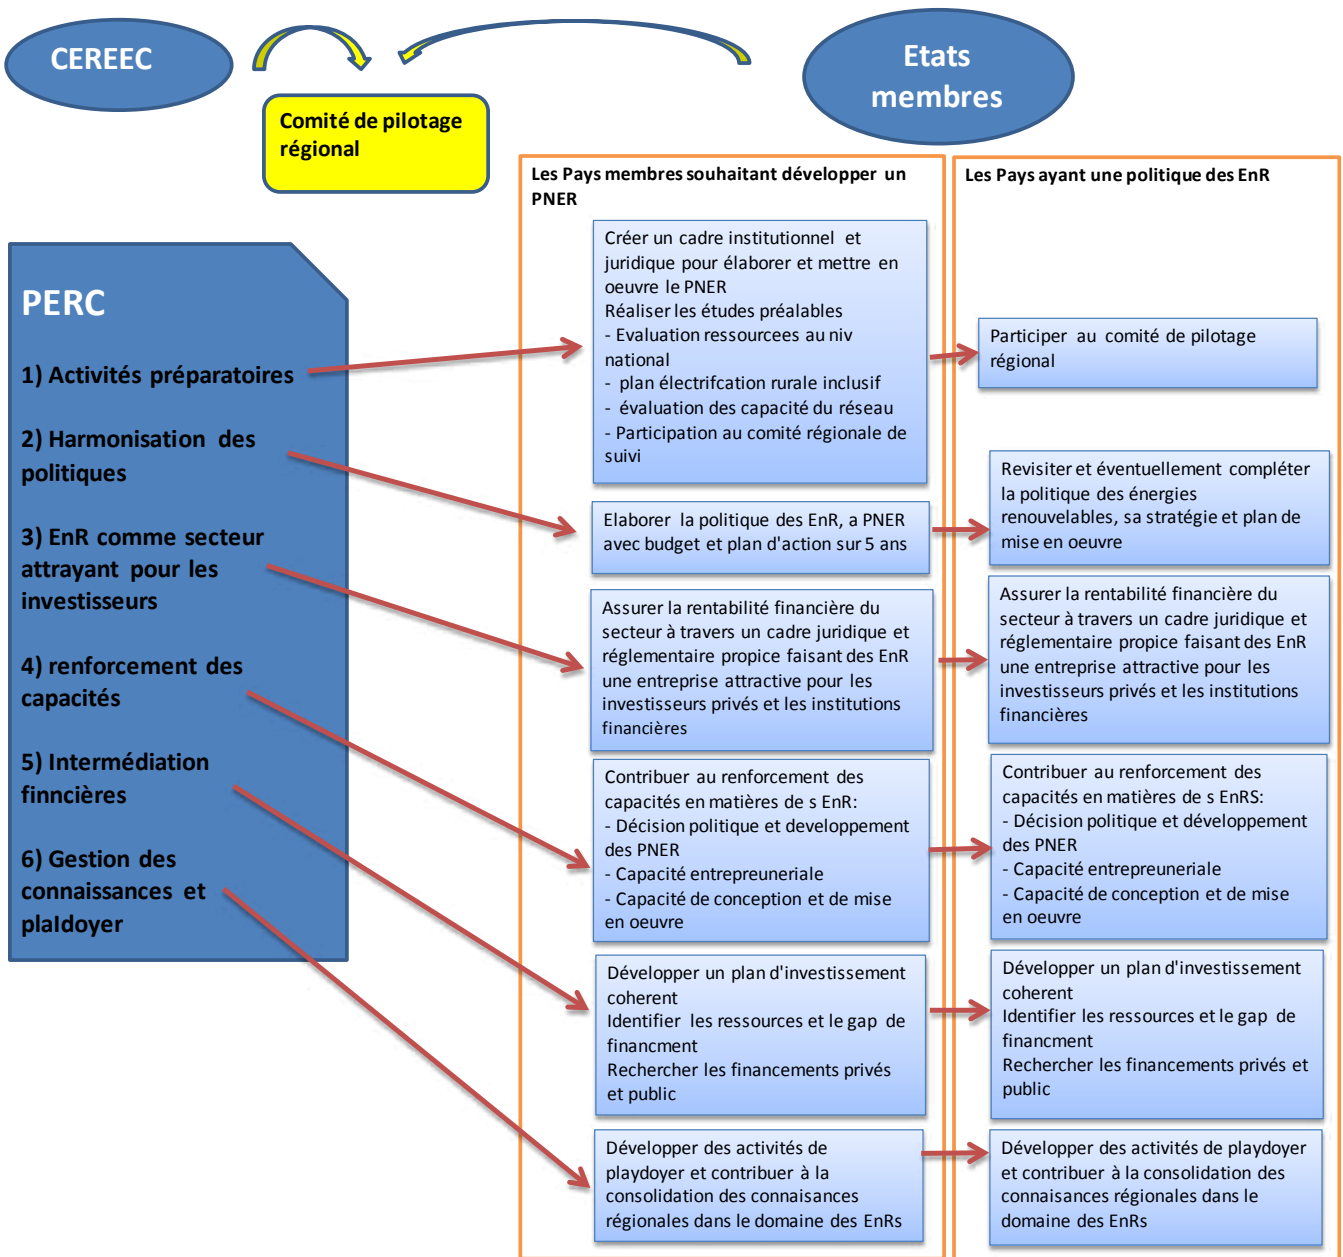 CEREEC
Etats
membres
Comité de pilotage
régional
PERC
1) Activités préparatoires
2) Harmonisation des
politiques
3) EnR comme secteur
attrayant pour les
investisseurs
4) renforcement des
capacités
5) Intermédiation
finncières
6) Gestion des
connaissances et
plaIdoyer
Les Pays membres souhaitant développer un
PNER
Créer un cadre institutionnel et
juridique pour élaborer et mettre en
oeuvre le PNER
Réaliser les études préalables
- Evaluation ressourcees au niv
national
- plan électrifcation rurale inclusif
- évaluation des capacité du réseau
- Participation au comité régionale de
suivi
Elaborer la politique des EnR, a PNER
avec budget et plan d'action sur 5 ans
Assurer la rentabilité financière du
secteur à travers un cadre juridique et
réglementaire propice faisant des EnR
une entreprise attractive pour les
investisseurs privés et les institutions
financières
Contribuer au renforcement des
capacités en matières de s EnR:
- Décision politique et developpement
des PNER
- Capacité entrepreuneriale
- Capacité de conception et de mise
en oeuvre
Développer un plan d'investissement
coherent
Identifier les ressources et le gap de
financment
Rechercher les financements privés
et public
Développer des activités de
playdoyer et contribuer à la
consolidation des connaisances
régionales dans le domaine des EnRs
Les Pays ayant une politique des EnR
Participer au comité de pilotage
régional
Revisiter et éventuellement compléter
la politique des énergies
renouvelables, sa stratégie et plan de
mise en oeuvre
Assurer la rentabilité financière du
secteur à travers un cadre juridique et
réglementaire propice faisant des EnR
une entreprise attractive pour les
investisseurs privés et les institutions
financières
Contribuer au renforcement des
capacités en matières de s EnRS:
- Décision politique et développement
des PNER
- Capacité entrepreuneriale
- Capacité de conception et de mise
en oeuvre
Développer un plan d'investissement
coherent
Identifier les ressources et le gap de
financment
Rechercher les financements privés et
public
Développer des activités de playdoyer
et contribuer à la consolidation des
connaisances régionales dans le
domaine des EnRs